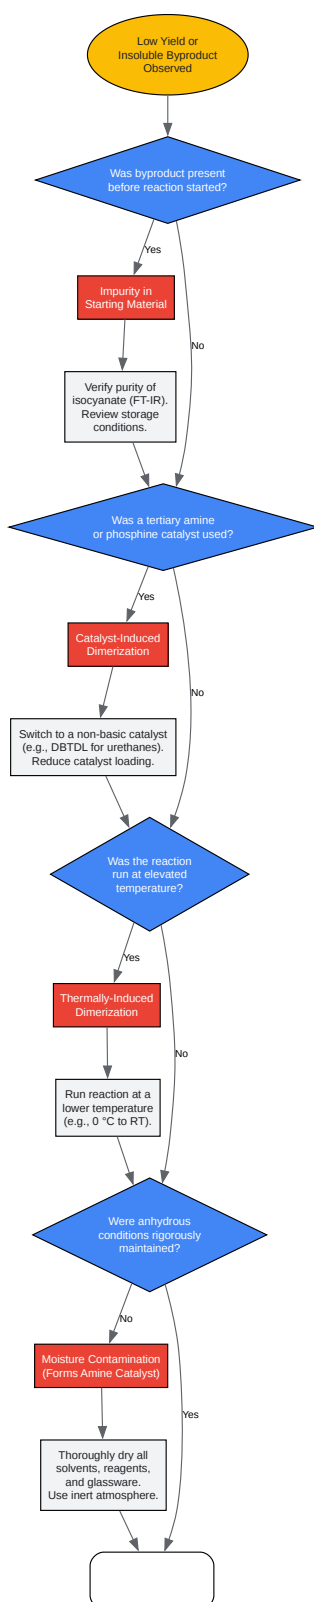 Low Yield or
Insoluble Byproduct
Observed
Was byproduct present
before reaction started?
Yes
Impurity in
Starting Material
No
Verify purity of
isocyanate (FT-IR).
Review storage
conditions.
Was a tertiary amine
or phosphine catalyst used?
Yes
Catalyst-Induced
Dimerization
No
Switch to a non-basic catalyst
(e.g., DBTDL for urethanes).
Reduce catalyst loading.
Was the reaction
run at elevated
temperature?
Yes
Thermally-Induced
Dimerization
No
Run reaction at a
lower temperature
(e.g., 0 °C to RT).
Were anhydrous
conditions rigorously
maintained?
No
Moisture Contamination
(Forms Amine Catalyst)
Yes
Thoroughly dry all
solvents, reagents,
and glassware.
Use inert atmosphere.